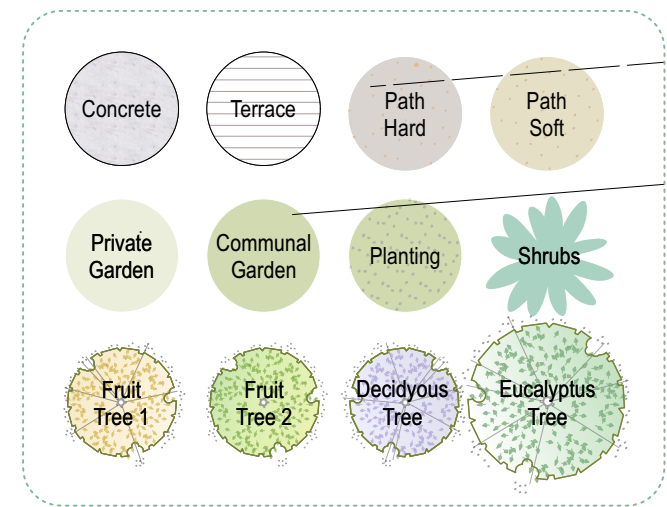 Concrete
Terrace
Path
Hard
Path
Soft
Private
Garden
Communal
Garden
Planting
Shrubs
Fruit
Tree 1
Fruit
Tree 2
Decidyous
Tree
Eucalyptus
Tree